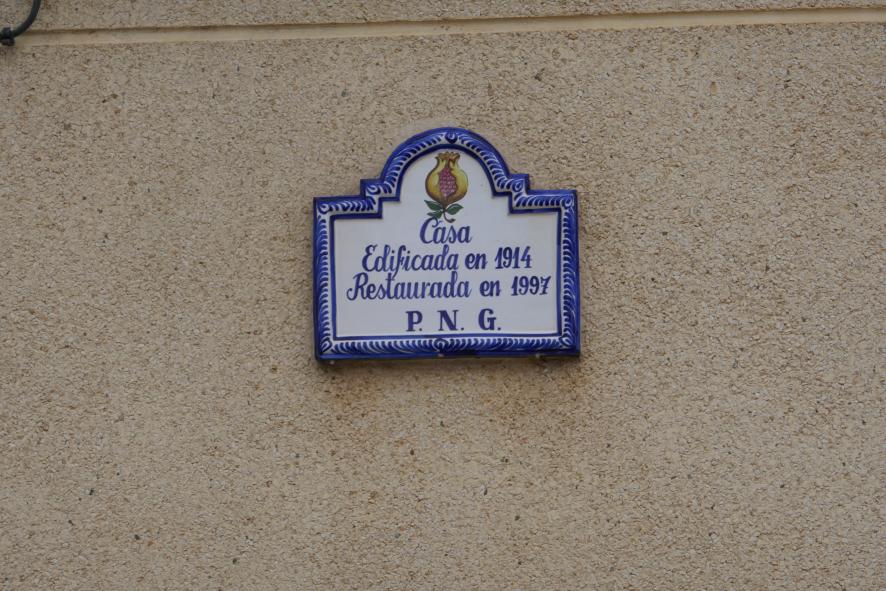 Casa
Edificada en 1914
Restaurada en 1997
P. N. G.